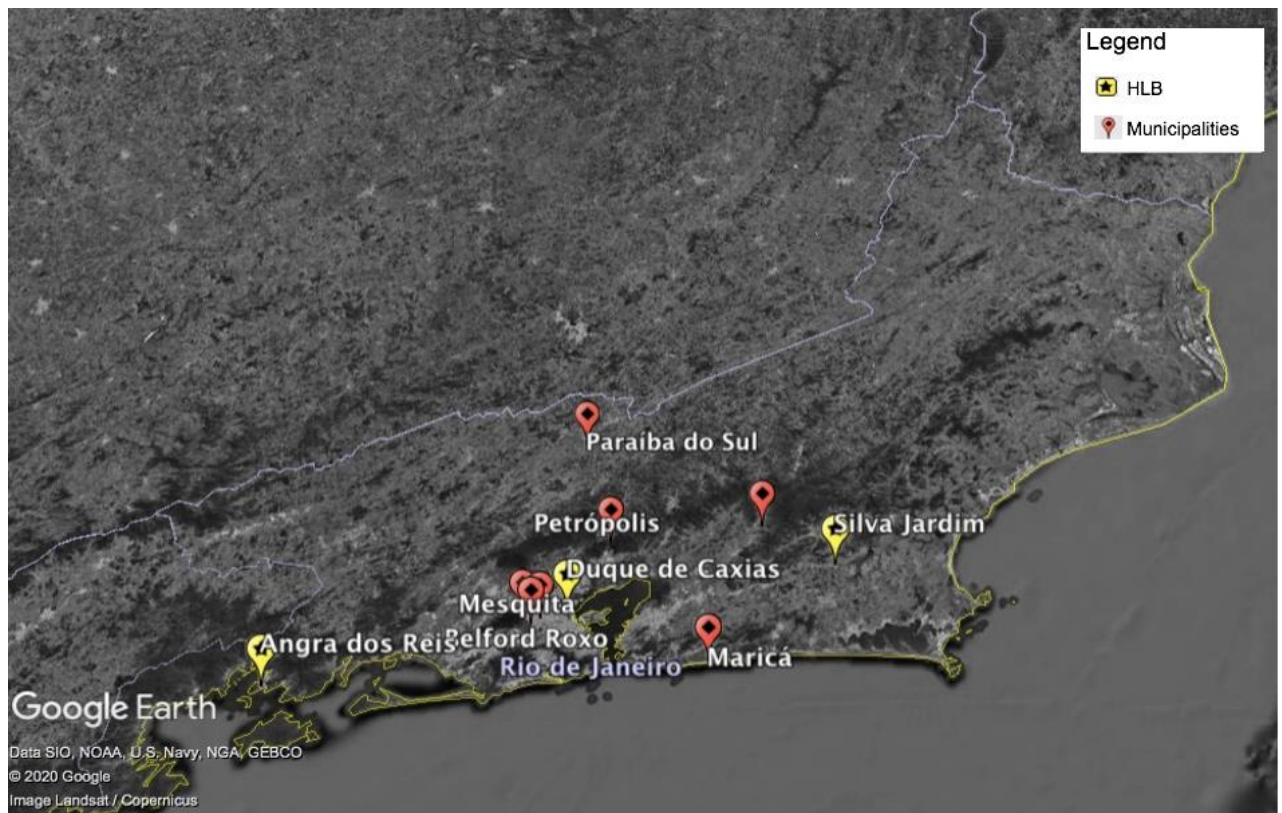 Legend
HLB
Municipalities
Paraíba do Sul
Petrópolis
Silva Jardim
Duque de Caxias
Mesquita
Angra dos Reis
Belford Roxo
Rio de Janeiro
Maricá
Google Earth
Data SIO, NOAA, U.S. Navy, NGA, GEBCO
© 2020 Google
Image Landsat / Copernicus